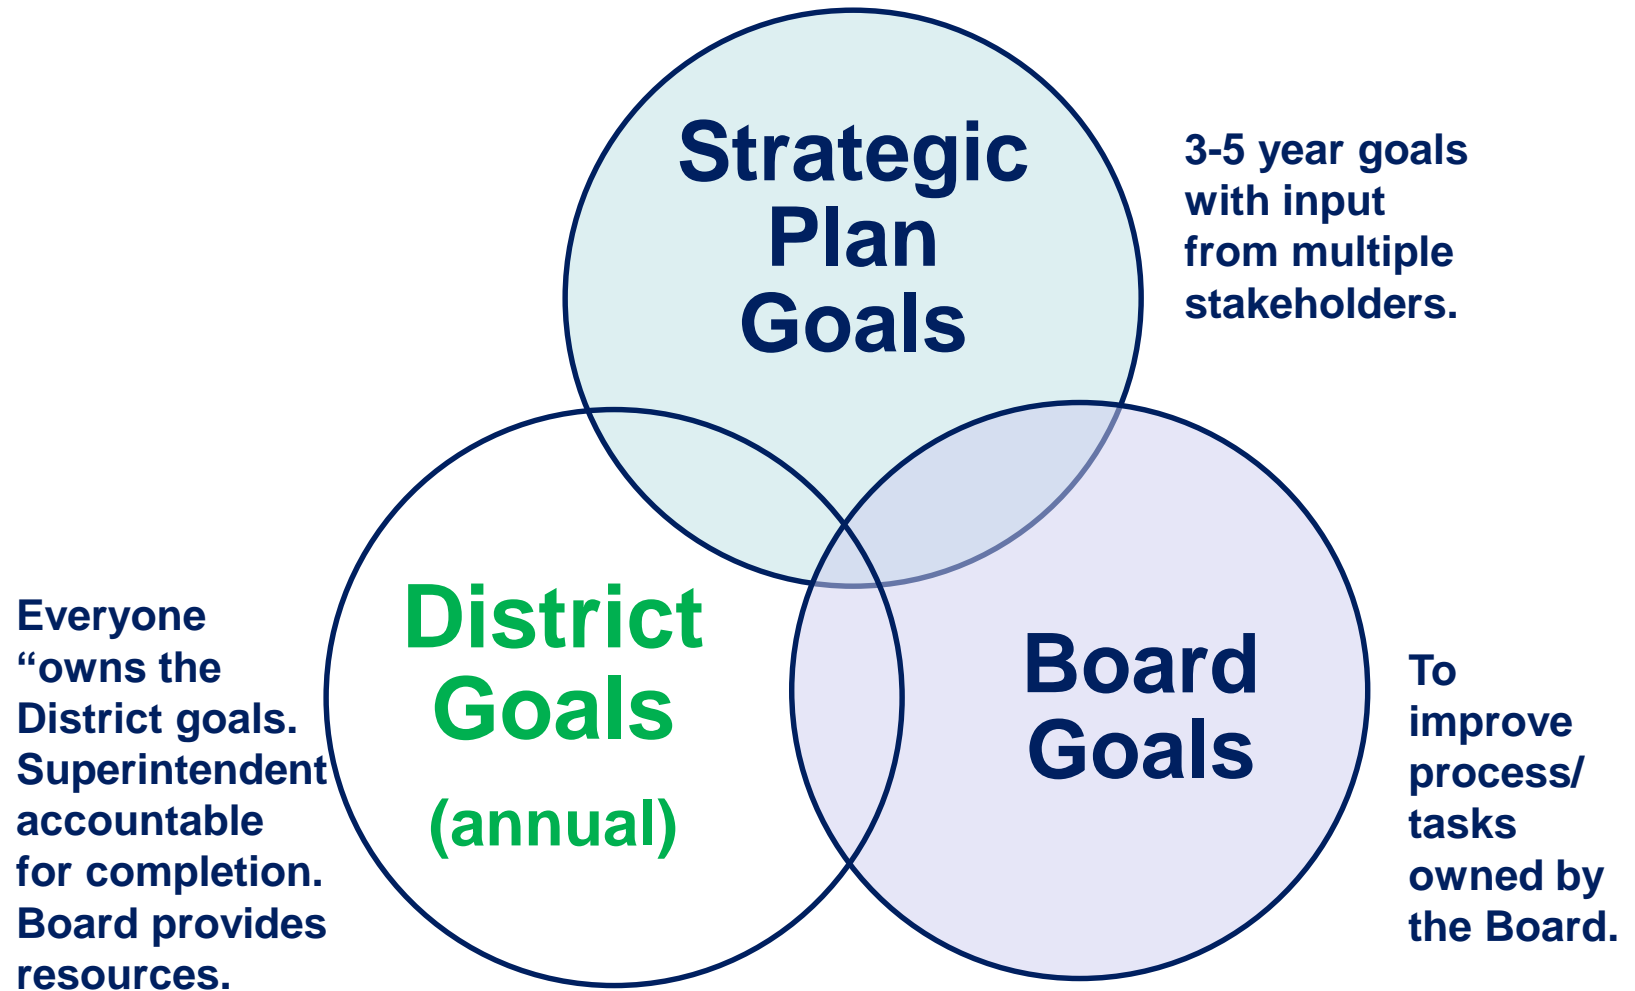 Strategic
Plan
Goals
3-5 year goals
with input
from multiple
stakeholders.
District
Goals
(annual)
Everyone
“owns the
District goals.
Superintendent
accountable
for completion.
Board provides
resources.
Board
Goals
To
improve
process/
tasks
owned by
the Board.